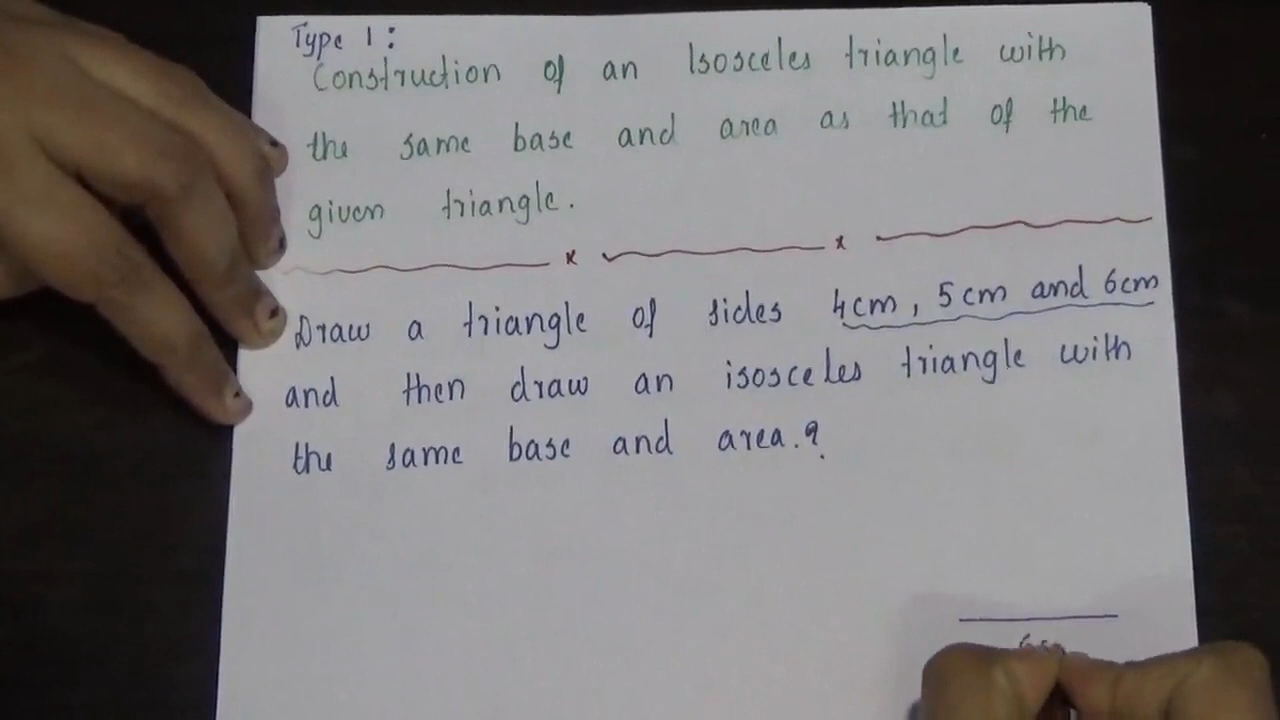 Type 1:
Construction of an Isosceles triangle with
the same base and area as that of the
given triangle.
x x
Draw a triangle of sides 4cm, 5cm and 6cm
and then draw an isosceles triangle with
the same base and area.?